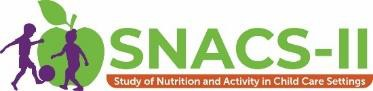 SNACS-II
Study of Nutrition and Activity in Child Care Settings